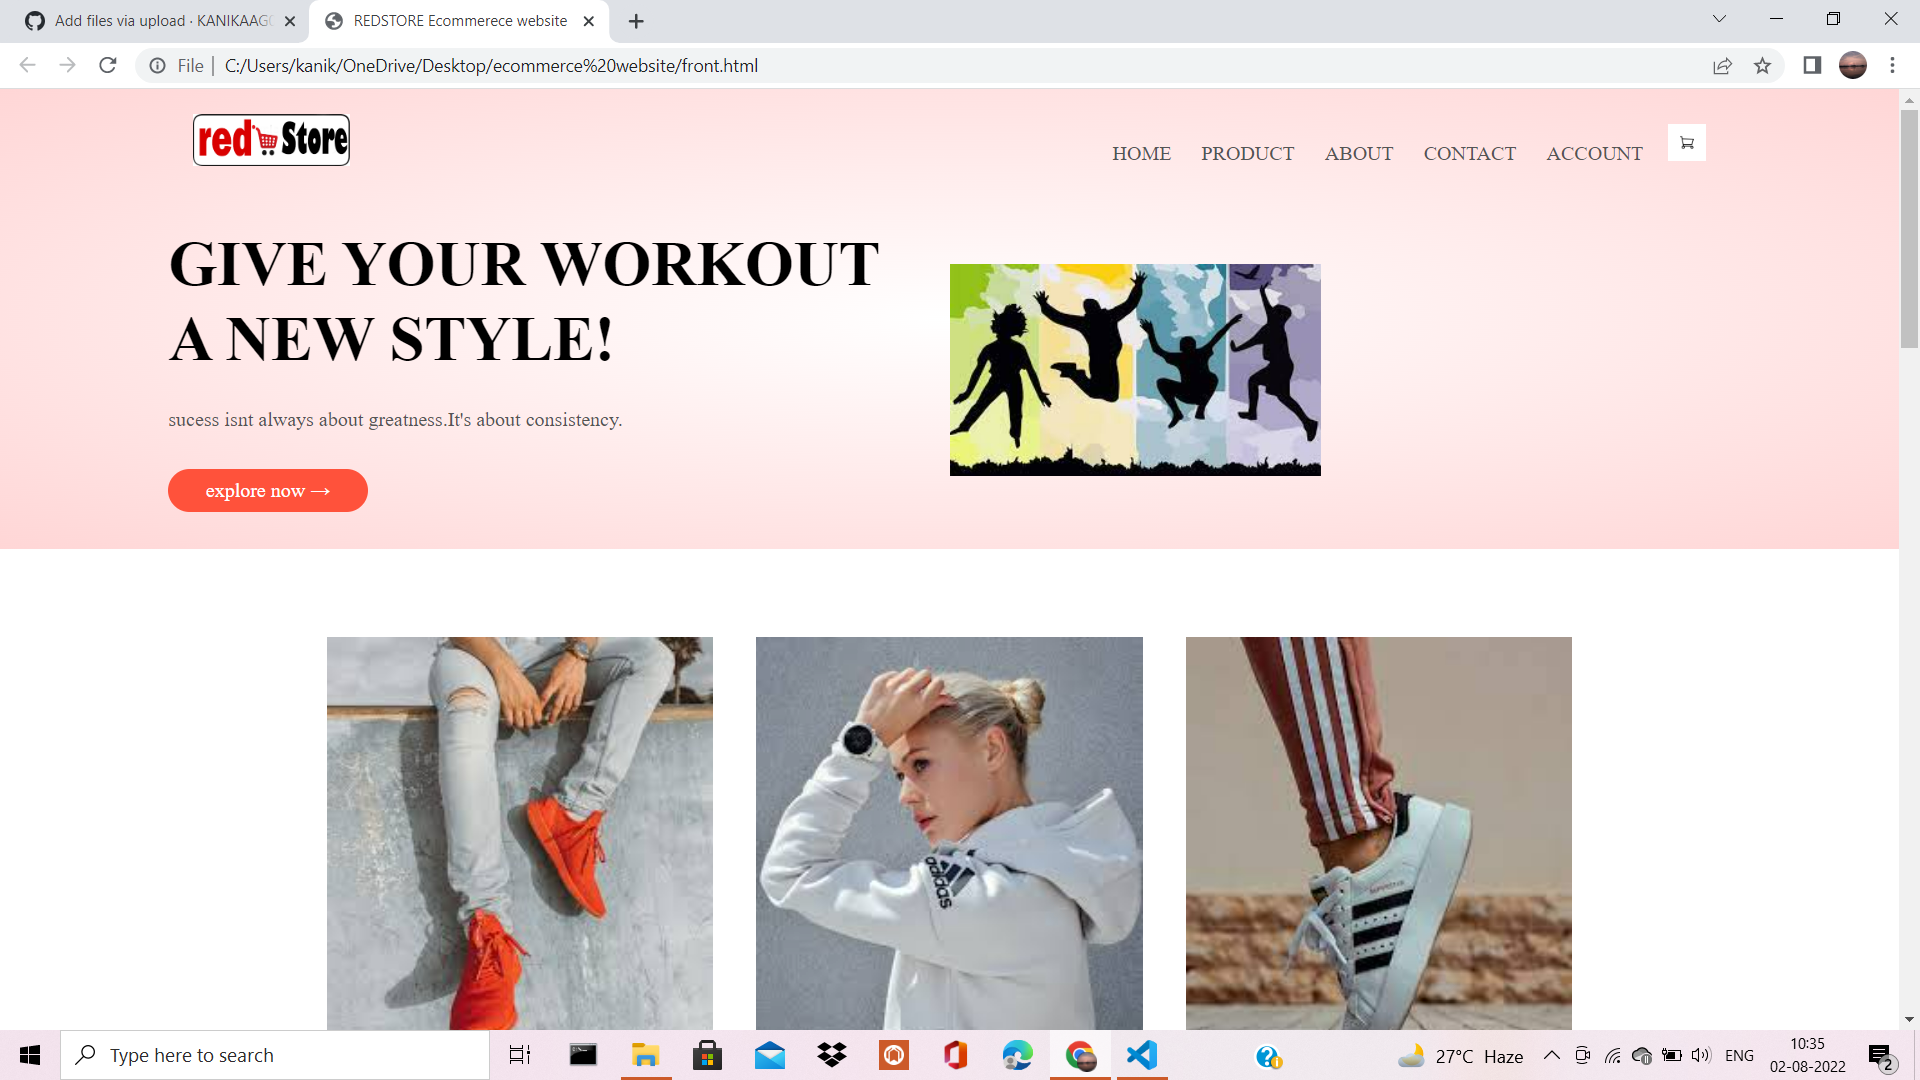 Add files via upload · KANIKAAG
REDSTORE Ecommerece website
File
C:/Users/kanik/OneDrive/Desktop/ecommerce%20website/front.html
red Store
HOME PRODUCT ABOUT CONTACT ACCOUNT
GIVE YOUR WORKOUT
A NEW STYLE!
sucess isnt always about greatness.It's about consistency.
explore now →
adidas
Type here to search
27°C Haze
ENG
10:35
02-08-2022
2